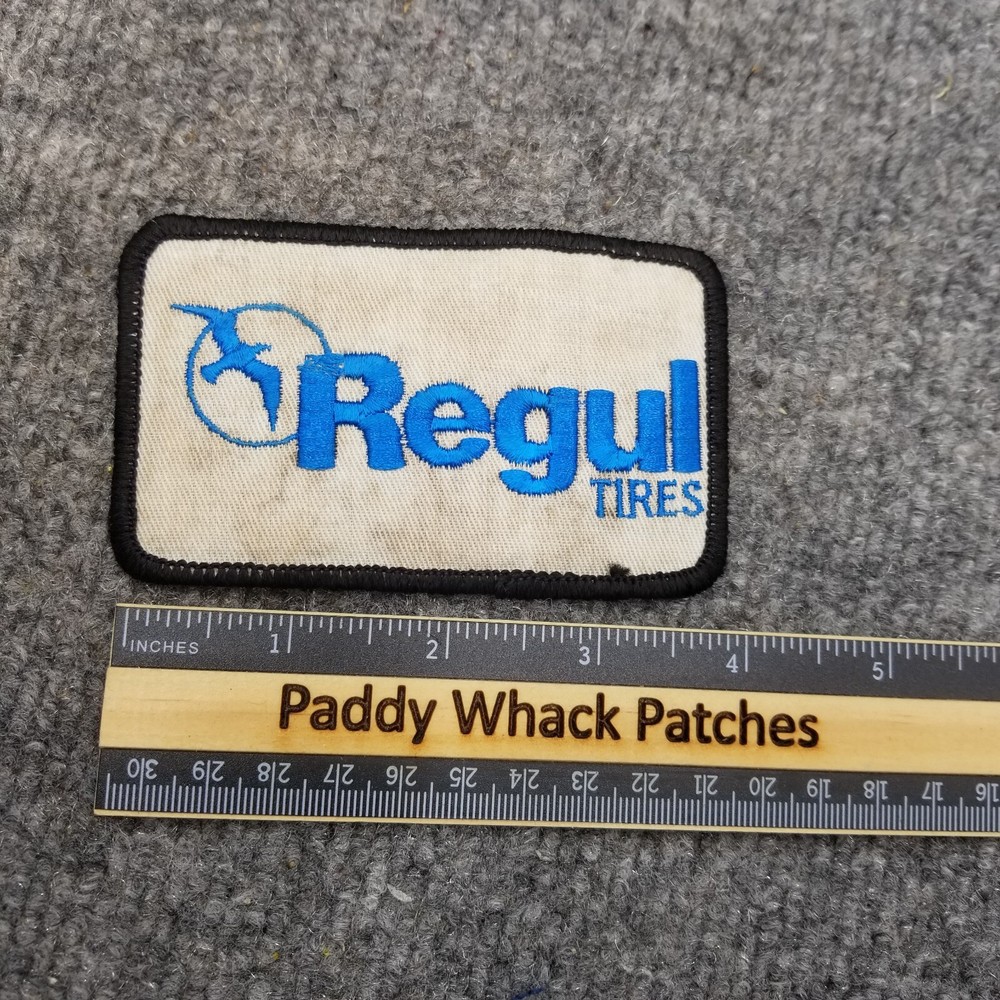 Regul
TIRES
INCHES 1 2 3 4 5
Paddy Whack Patches
30 29 28 27 26 25 24 23 22 21 20 19 18 17 16